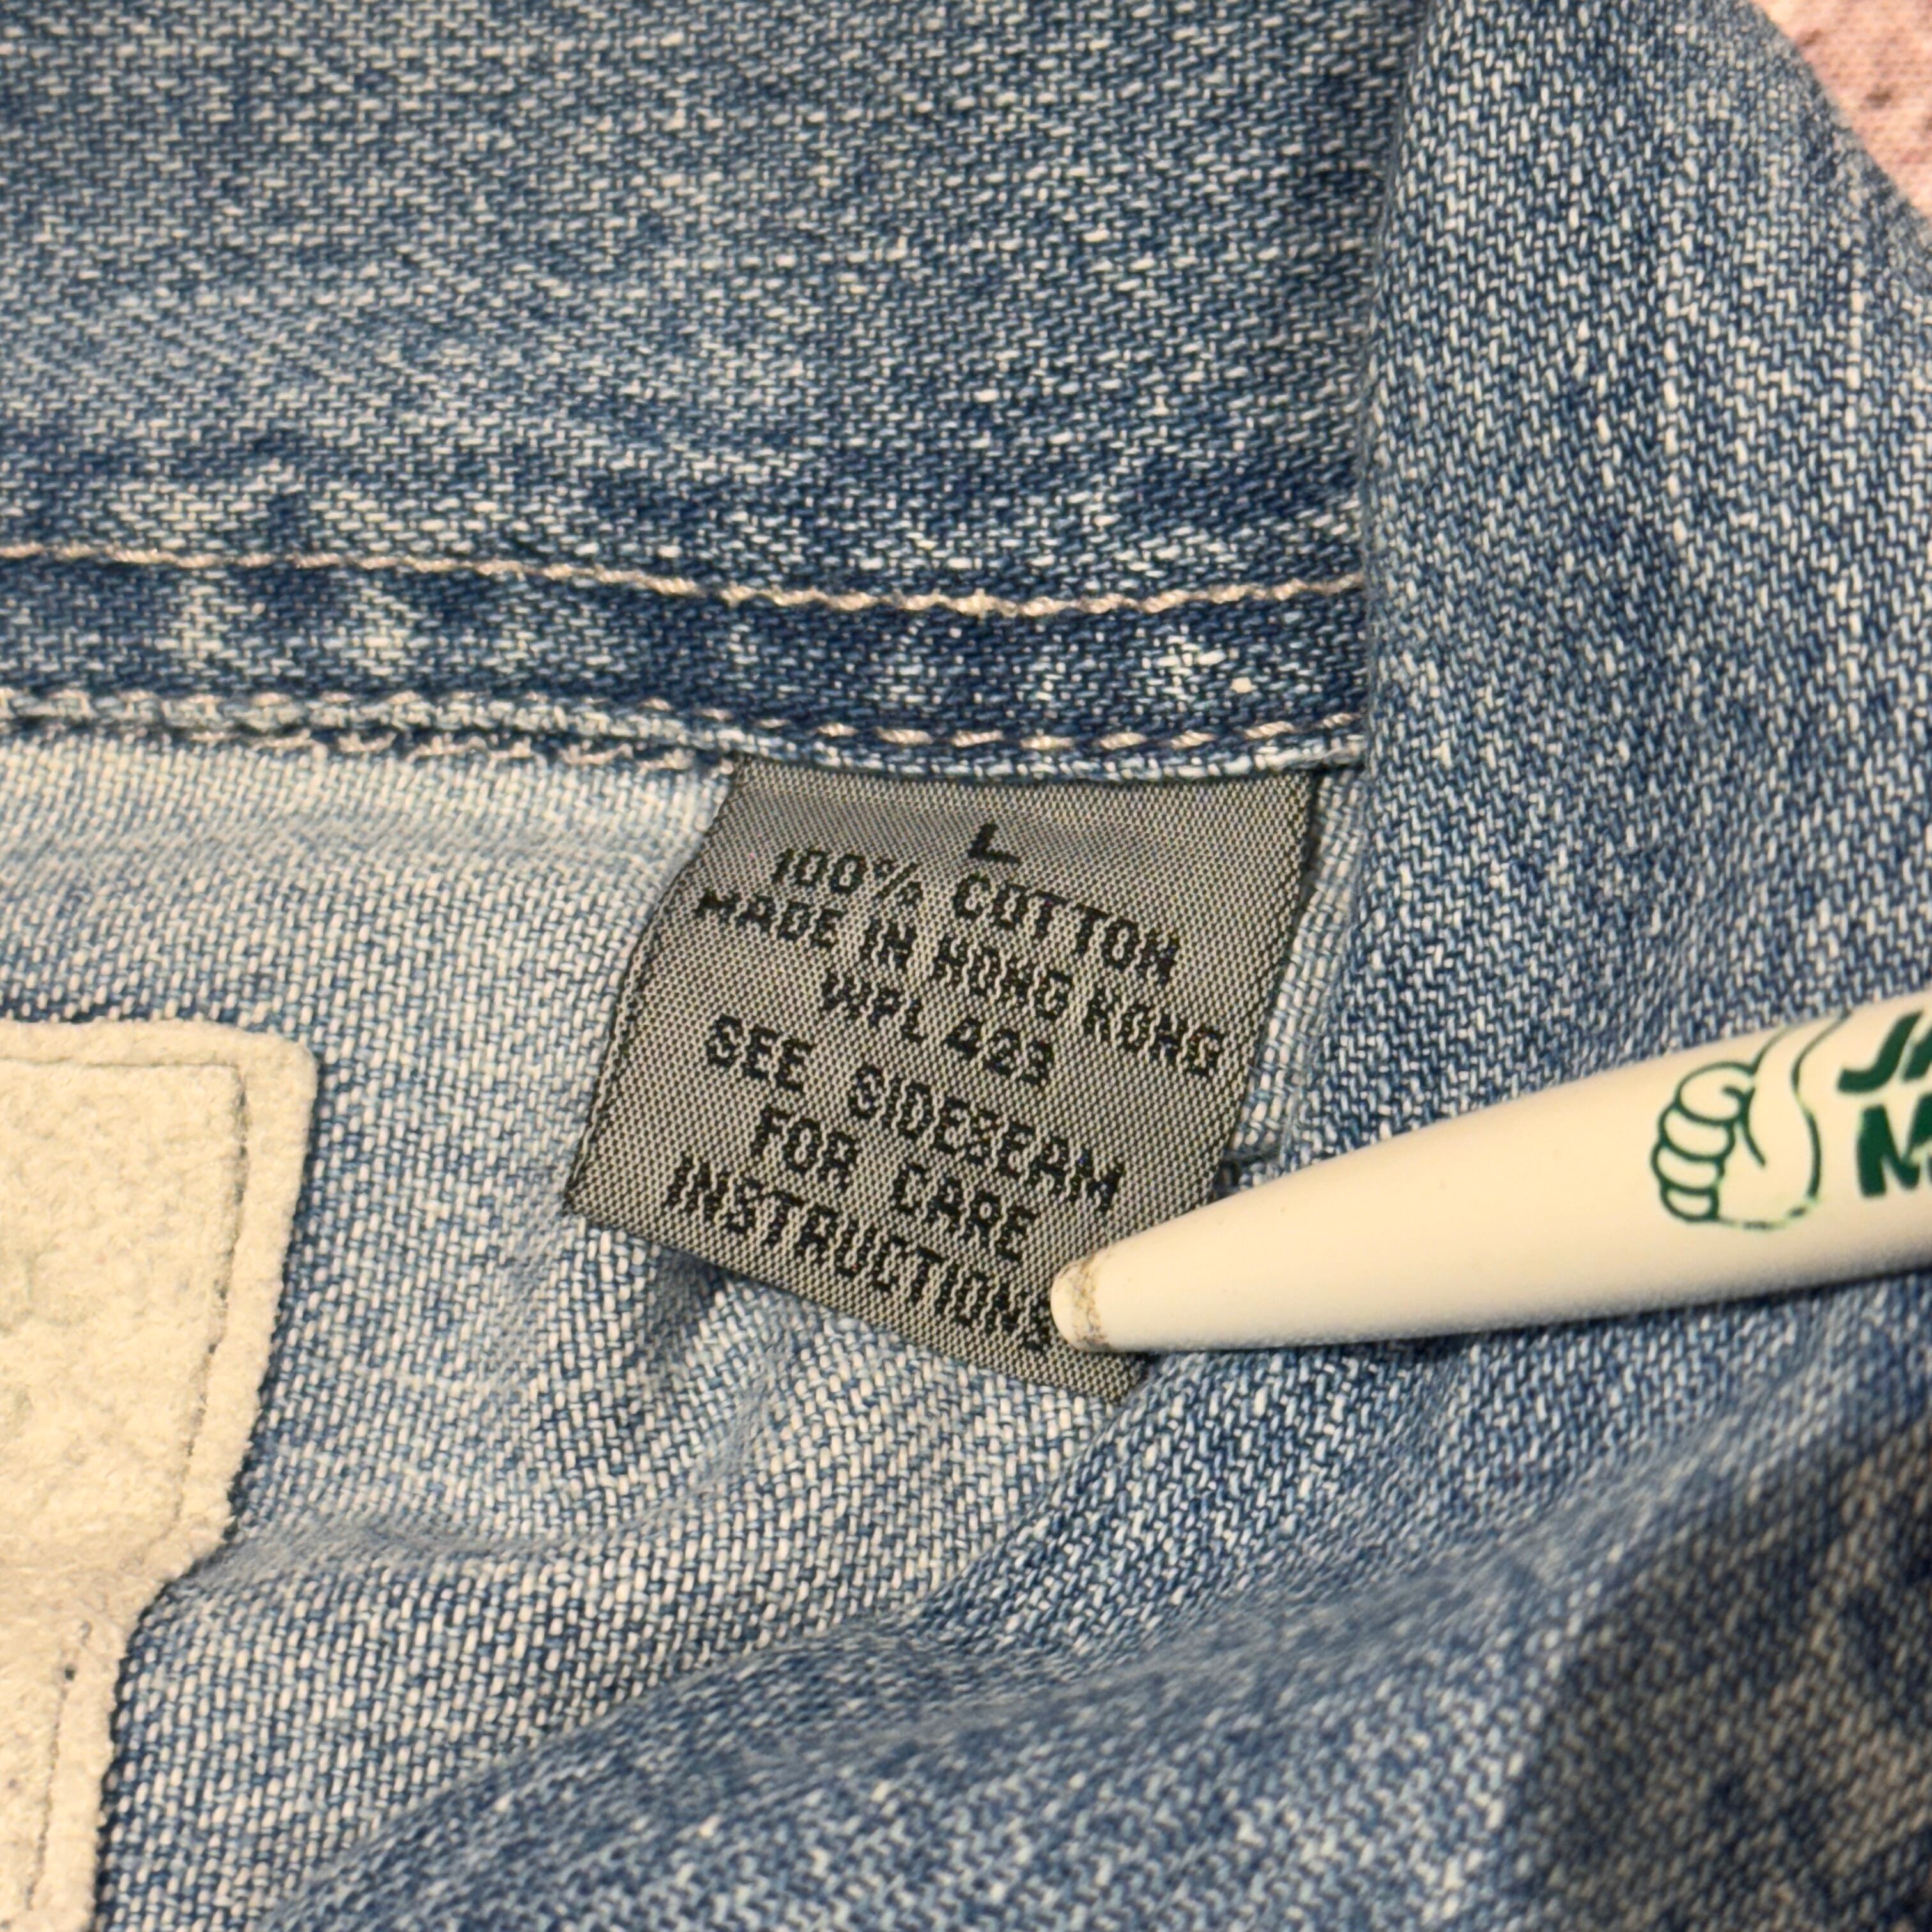 L
100% COTTON
MADE IN HONG KONG
WPL 423
SEE SIDESEAM
FOR CARE
INSTRUCTIONS